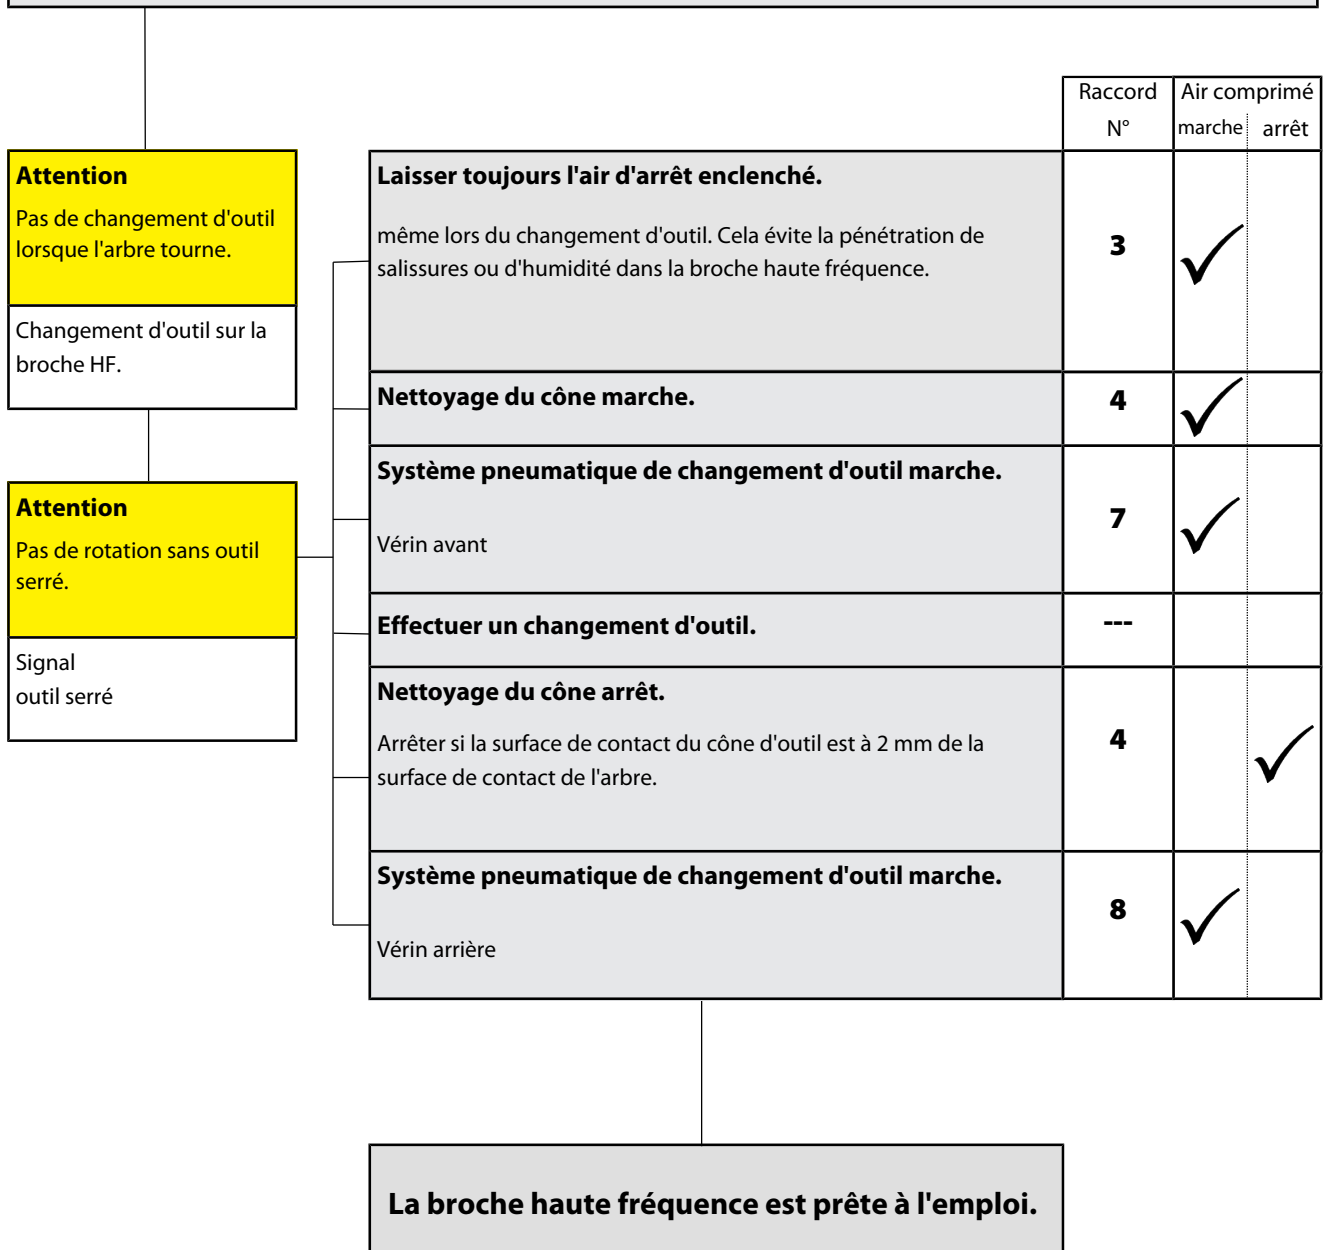 Raccord Air comprimé
N° marche arrêt
Attention
Pas de changement d'outil
lorsque l'arbre tourne.
Changement d'outil sur la
broche HF.
Attention
Pas de rotation sans outil
serré.
Signal
outil serré
Laisser toujours l'air d'arrêt enclenché.
même lors du changement d'outil. Cela évite la pénétration de
salissures ou d'humidité dans la broche haute fréquence.
3
Nettoyage du cône marche.
4
Système pneumatique de changement d'outil marche.
Vérin avant
7
Effectuer un changement d'outil.
---
Nettoyage du cône arrêt.
Arrêter si la surface de contact du cône d'outil est à 2 mm de la
surface de contact de l'arbre.
4
Système pneumatique de changement d'outil marche.
Vérin arrière
8
La broche haute fréquence est prête à l'emploi.